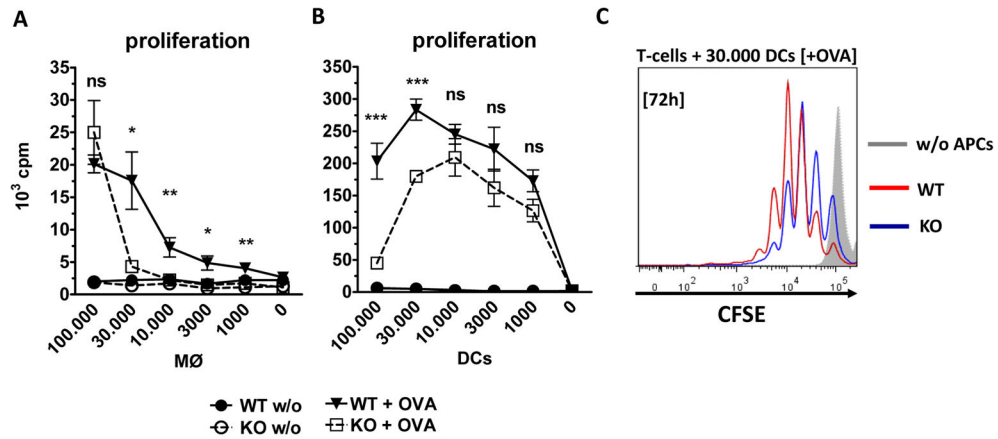 A
proliferation
35
30
25
20
15
10
5
0
10³ cpm
ns
*
**
*
**
100.000
30.000
10.000
3000
1000
0
MØ
B
proliferation
350
300
250
200
150
100
50
0
***
***
ns
ns
ns
100.000
30.000
10.000
3000
1000
0
DCs
WT w/o
WT + OVA
KO w/o
KO + OVA
C
T-cells + 30.000 DCs [+OVA]
[72h]
0
10²
10³
10⁴
10⁵
CFSE
w/o APCs
WT
KO